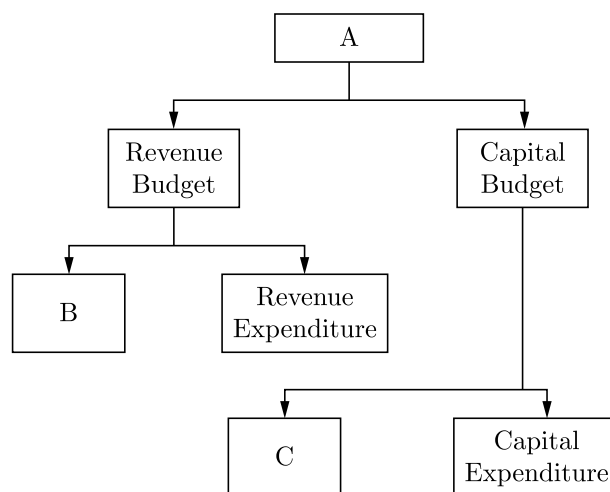 A
Revenue
Budget
Capital
Budget
B
Revenue
Expenditure
C
Capital
Expenditure